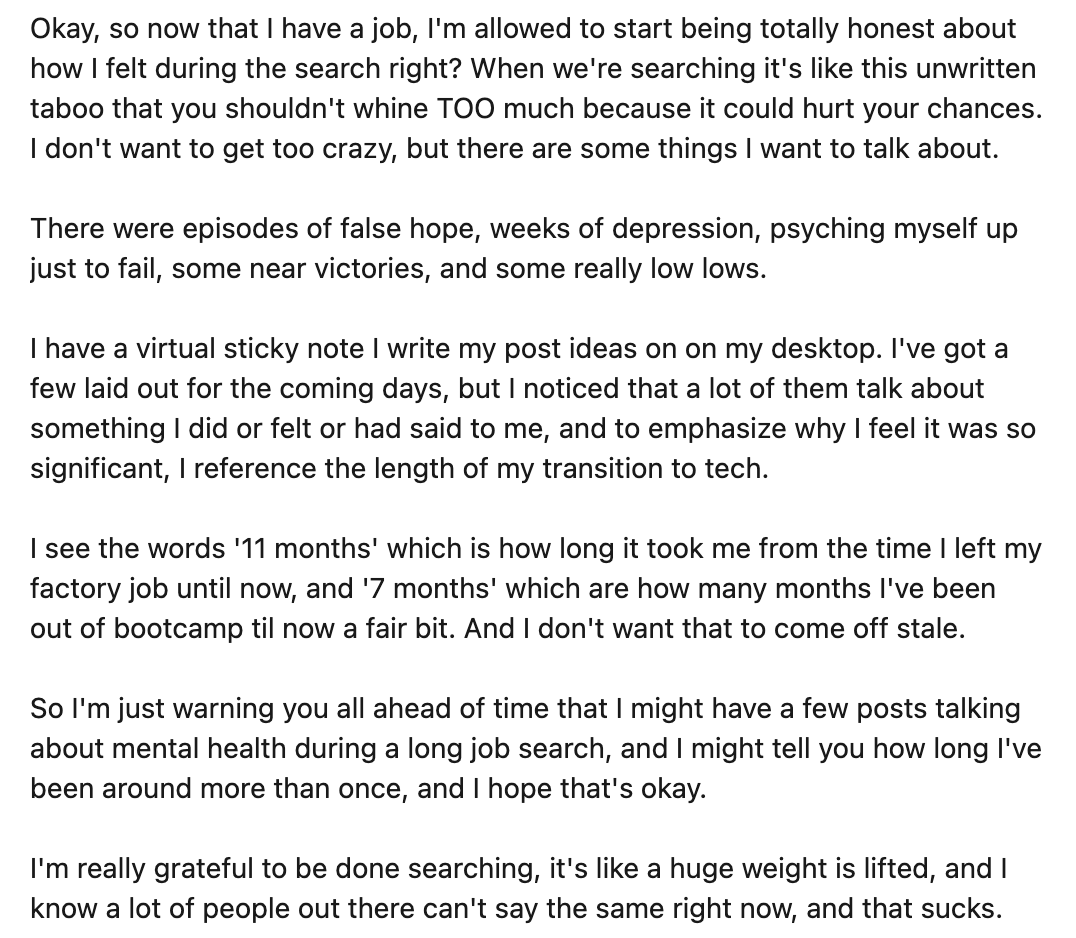 Okay, so now that I have a job, I'm allowed to start being totally honest about
how I felt during the search right? When we're searching it's like this unwritten
taboo that you shouldn't whine TOO much because it could hurt your chances.
I don't want to get too crazy, but there are some things I want to talk about.
There were episodes of false hope, weeks of depression, psyching myself up
just to fail, some near victories, and some really low lows.
I have a virtual sticky note I write my post ideas on on my desktop. I've got a
few laid out for the coming days, but I noticed that a lot of them talk about
something I did or felt or had said to me, and to emphasize why I feel it was so
significant, I reference the length of my transition to tech.
I see the words '11 months' which is how long it took me from the time I left my
factory job until now, and '7 months' which are how many months I've been
out of bootcamp til now a fair bit. And I don't want that to come off stale.
So I'm just warning you all ahead of time that I might have a few posts talking
about mental health during a long job search, and I might tell you how long I've
been around more than once, and I hope that's okay.
I'm really grateful to be done searching, it's like a huge weight is lifted, and I
know a lot of people out there can't say the same right now, and that sucks.